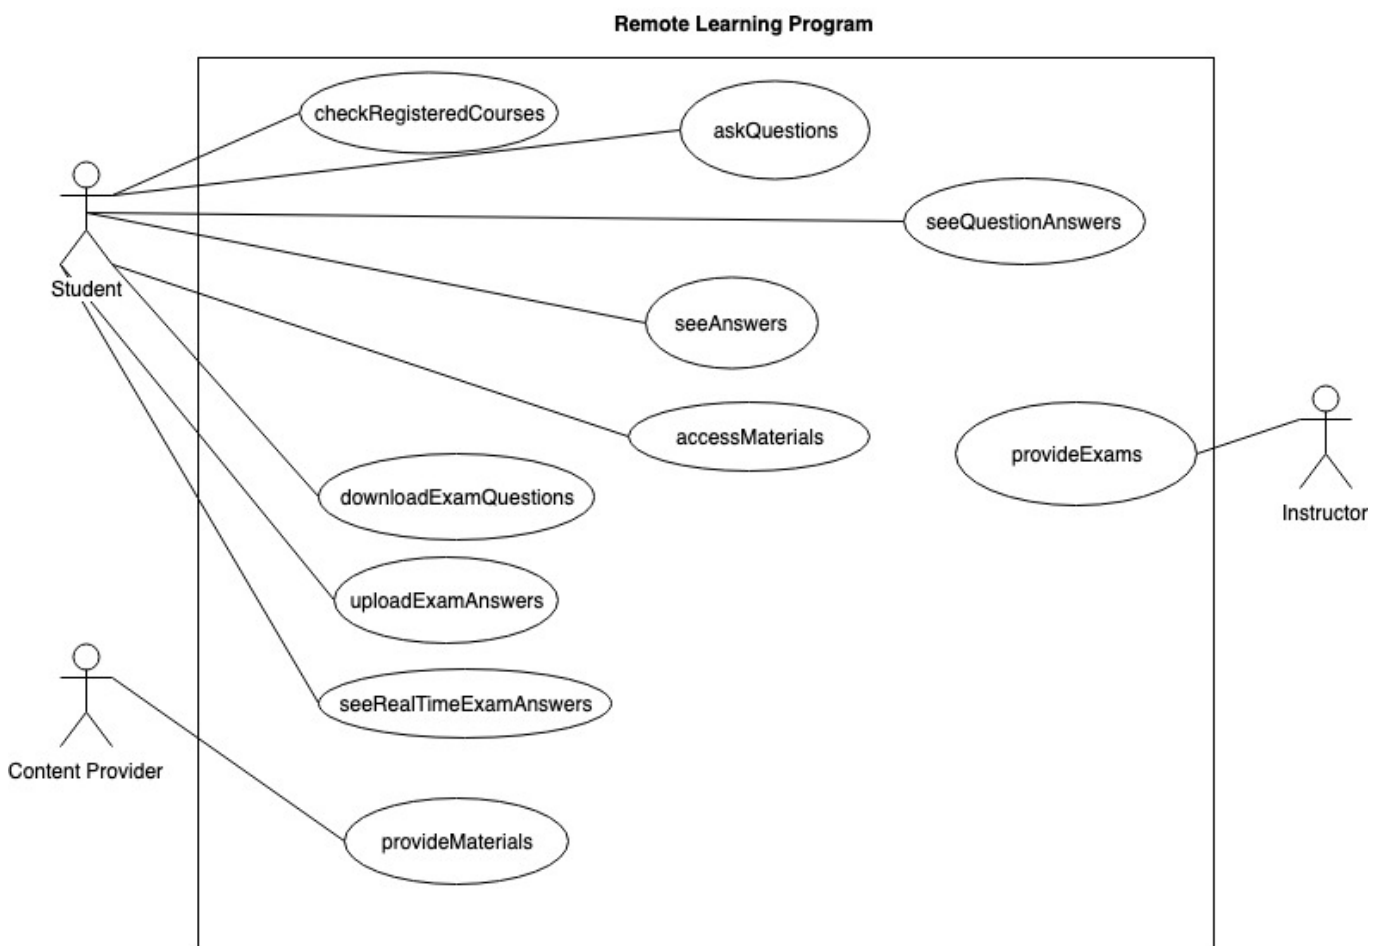 Remote Learning Program
checkRegisteredCourses
askQuestions
seeQuestionAnswers
Student
seeAnswers
accessMaterials
provideExams
downloadExamQuestions
Instructor
uploadExamAnswers
seeRealTimeExamAnswers
Content Provider
provideMaterials